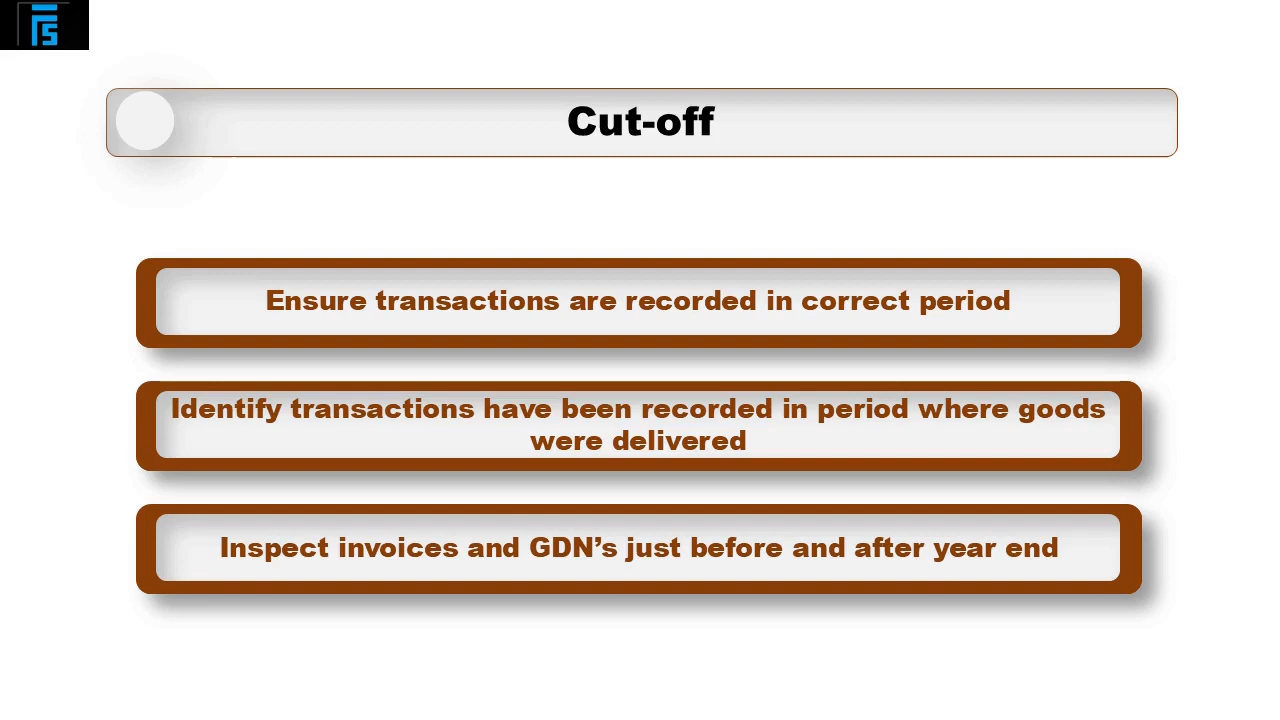 Cut-off
Ensure transactions are recorded in correct period
Identify transactions have been recorded in period where goods
were delivered
Inspect invoices and GDN’s just before and after year end